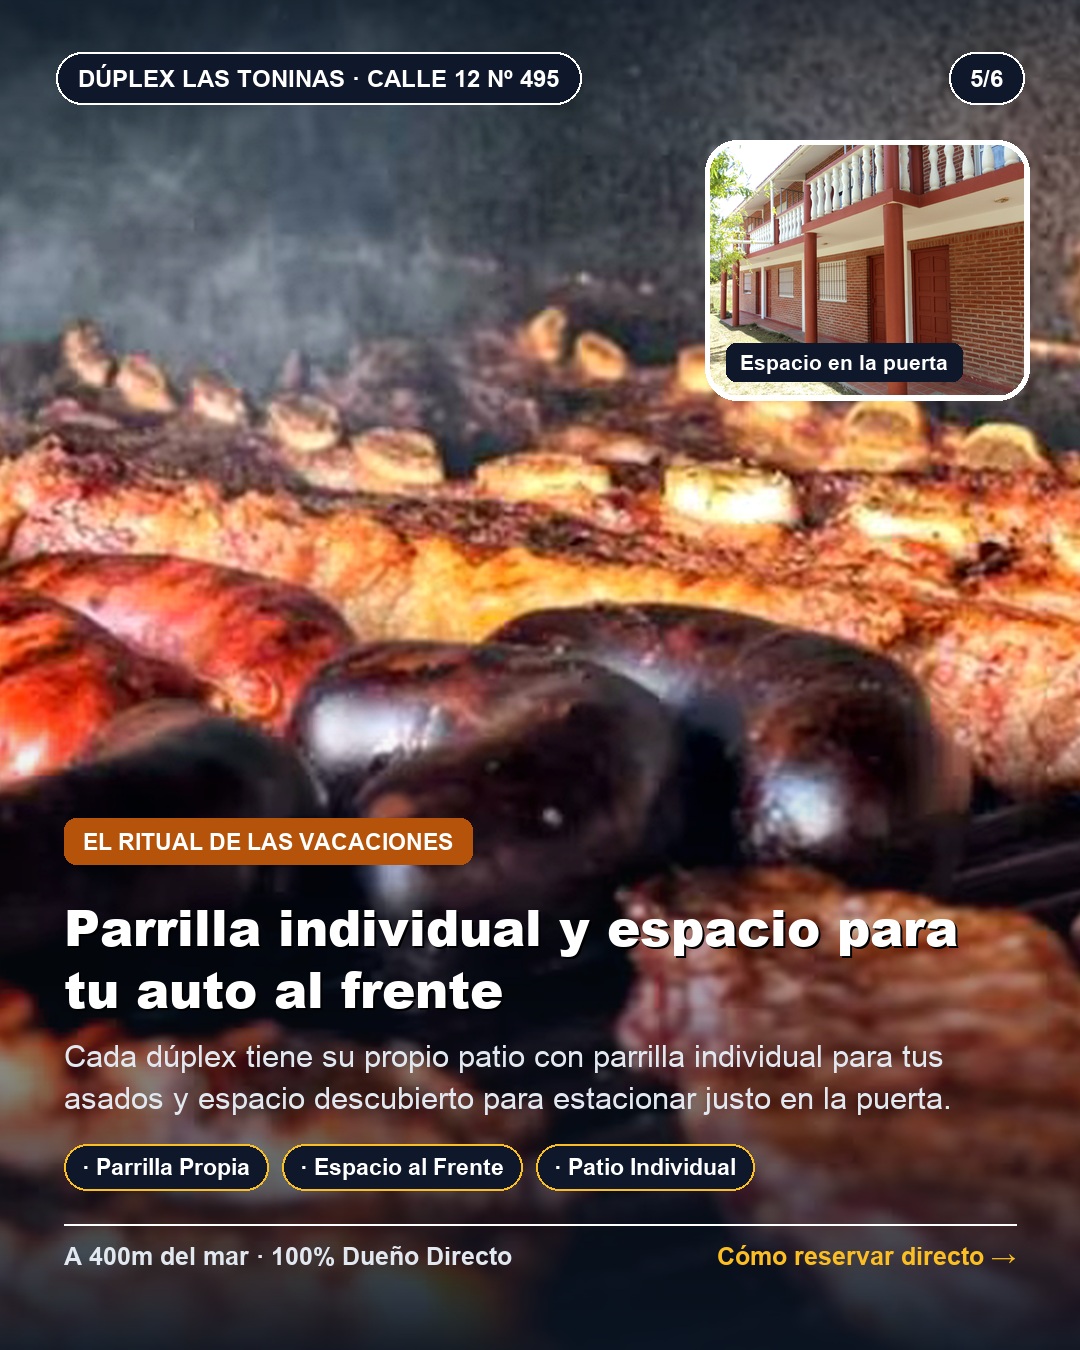 DÚPLEX LAS TONINAS · CALLE 12 Nº 495
5/6
Espacio en la puerta
EL RITUAL DE LAS VACACIONES
Parrilla individual y espacio para
tu auto al frente
Cada dúplex tiene su propio patio con parrilla individual para tus
asados y espacio descubierto para estacionar justo en la puerta.
· Parrilla Propia
· Espacio al Frente
· Patio Individual
A 400m del mar · 100% Dueño Directo
Cómo reservar directo →